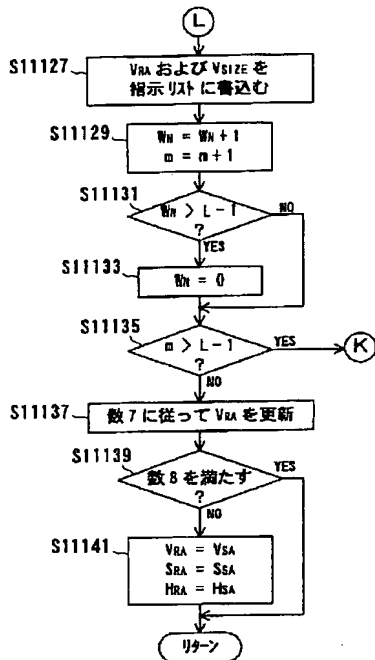 L
S11127
VRA および VSIZE を
指示リストに書込む
S11129
WN = WN + 1
m = m + 1
S11131
WN > L - 1
?
NO
YES
S11133
WN = 0
S11135
m > L - 1
?
YES
K
NO
S11137
数7に従って VRA を更新
S11139
数8を満たす
?
YES
NO
S11141
VRA = VSA
SRA = SSA
HRA = HSA
リターン